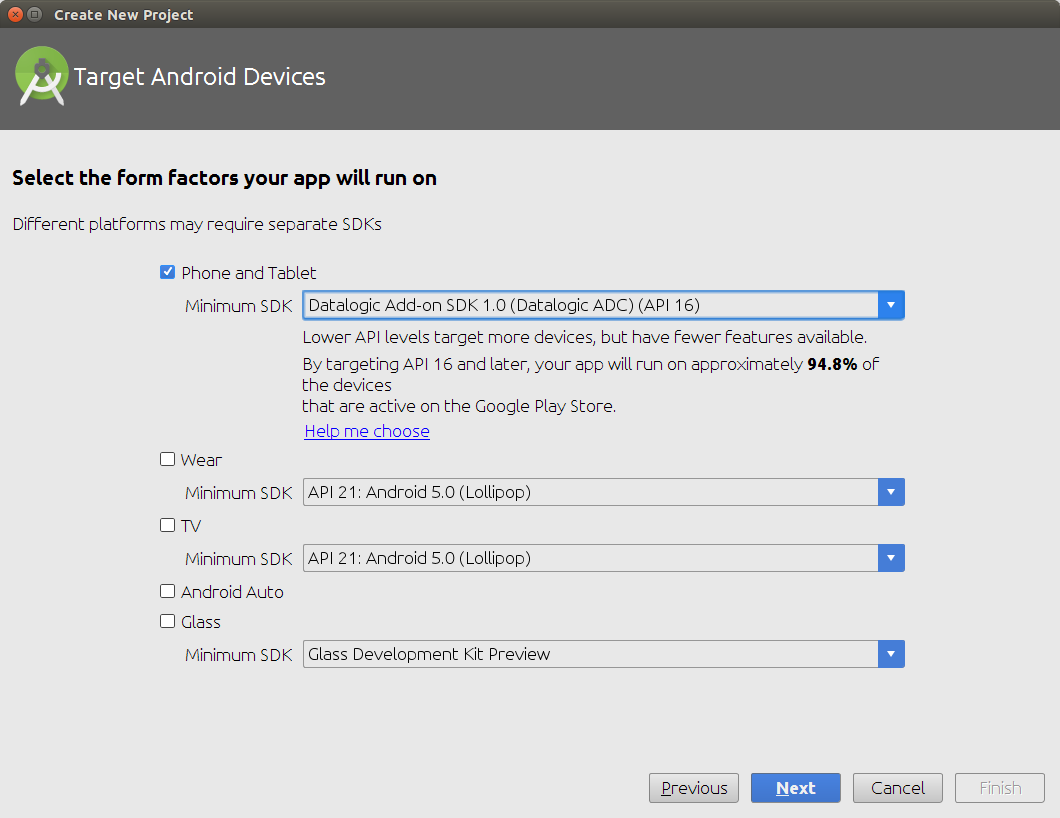 Create New Project
Target Android Devices
Select the form factors your app will run on
Different platforms may require separate SDKs
Phone and Tablet
Minimum SDK Datalogic Add-on SDK 1.0 (Datalogic ADC) (API 16)
Lower API levels target more devices, but have fewer features available.
By targeting API 16 and later, your app will run on approximately 94.8% of
the devices
that are active on the Google Play Store.
Help me choose
Wear
Minimum SDK API 21: Android 5.0 (Lollipop)
TV
Minimum SDK API 21: Android 5.0 (Lollipop)
Android Auto
Glass
Minimum SDK Glass Development Kit Preview
Previous Next Cancel Finish